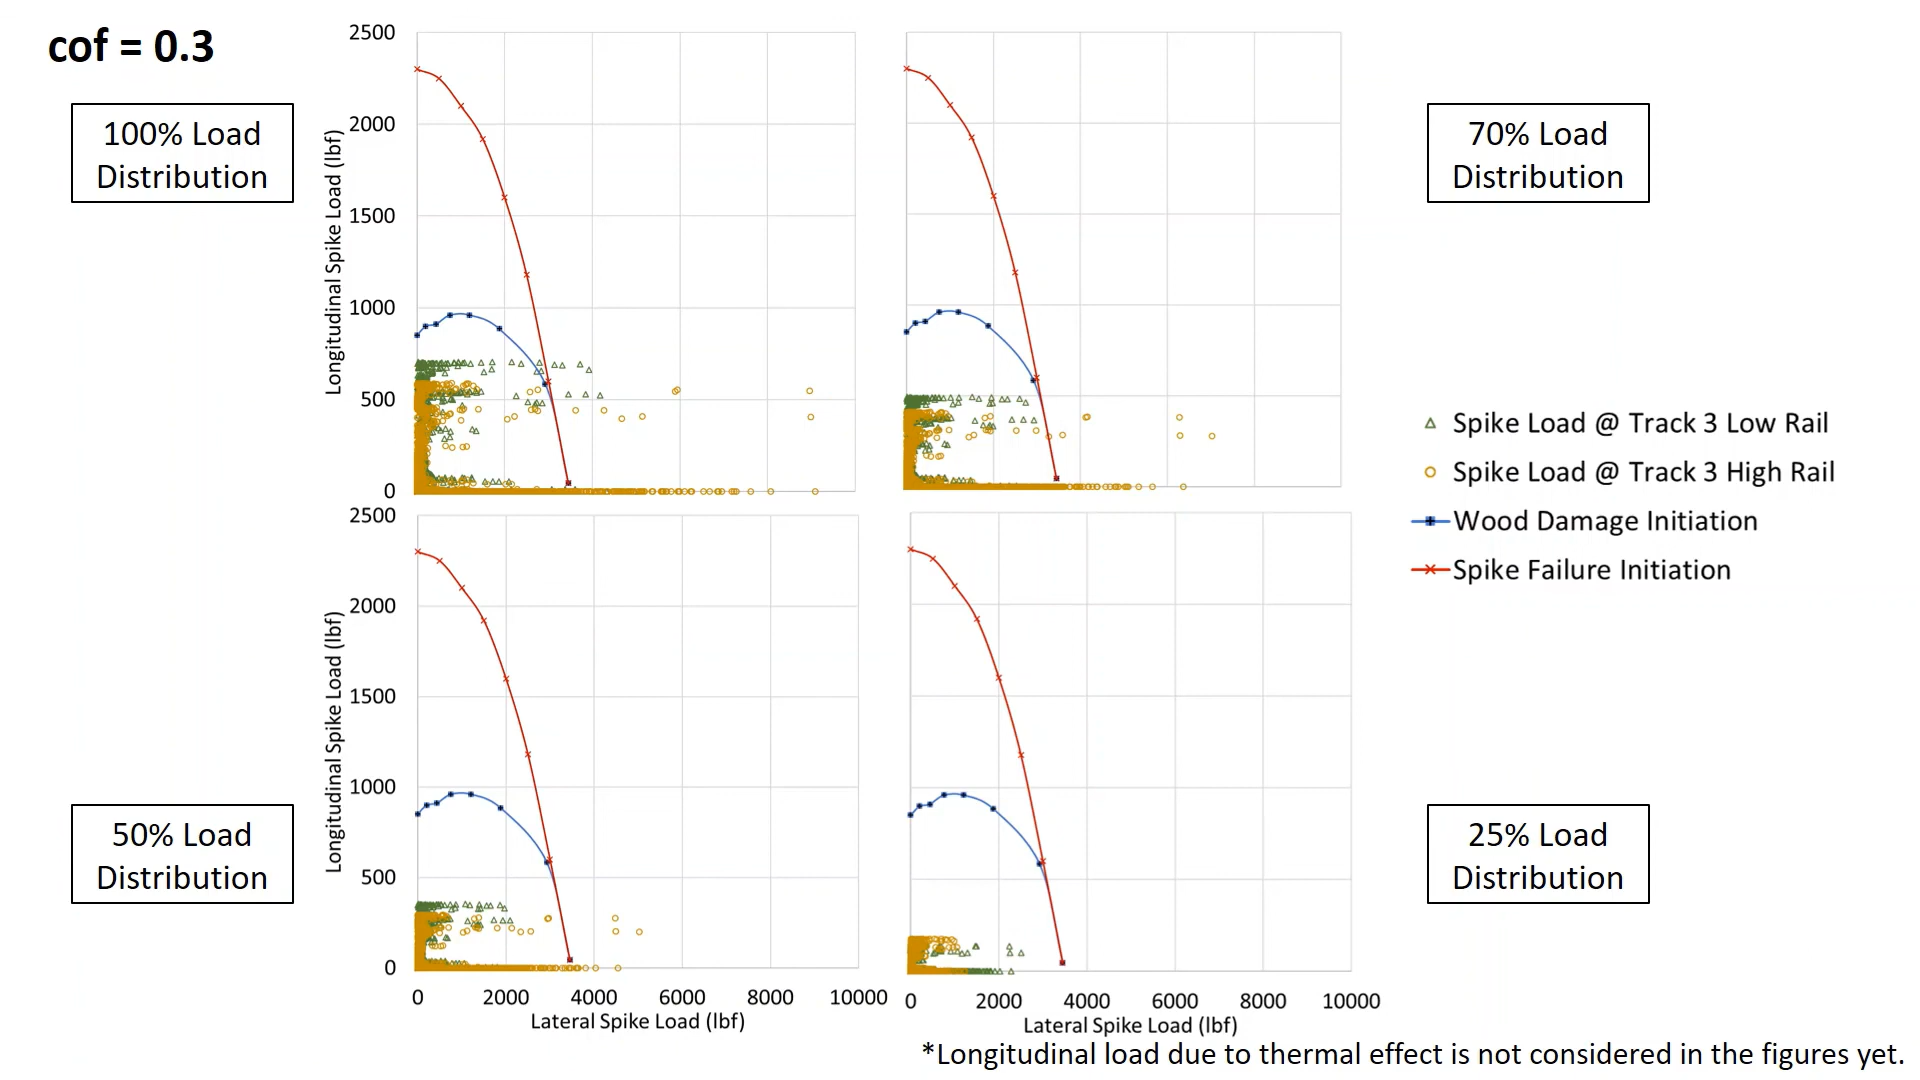 cof = 0.3
100% Load
Distribution
70% Load
Distribution
2500
2000
1500
1000
500
0
Longitudinal Spike Load (lbf)
Spike Load @ Track 3 Low Rail
Spike Load @ Track 3 High Rail
Wood Damage Initiation
Spike Failure Initiation
50% Load
Distribution
25% Load
Distribution
2500
2000
1500
1000
500
0
Longitudinal Spike Load (lbf)
0 2000 4000 6000 8000 10000
Lateral Spike Load (lbf)
0 2000 4000 6000 8000 10000
Lateral Spike Load (lbf)
*Longitudinal load due to thermal effect is not considered in the figures yet.